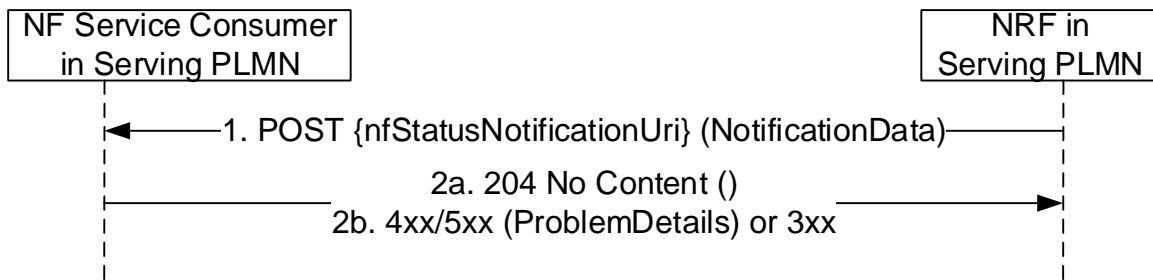 NF Service Consumer
in Serving PLMN
NRF in
Serving PLMN
1. POST {nfStatusNotificationUri} (NotificationData)
2a. 204 No Content ()
2b. 4xx/5xx (ProblemDetails) or 3xx